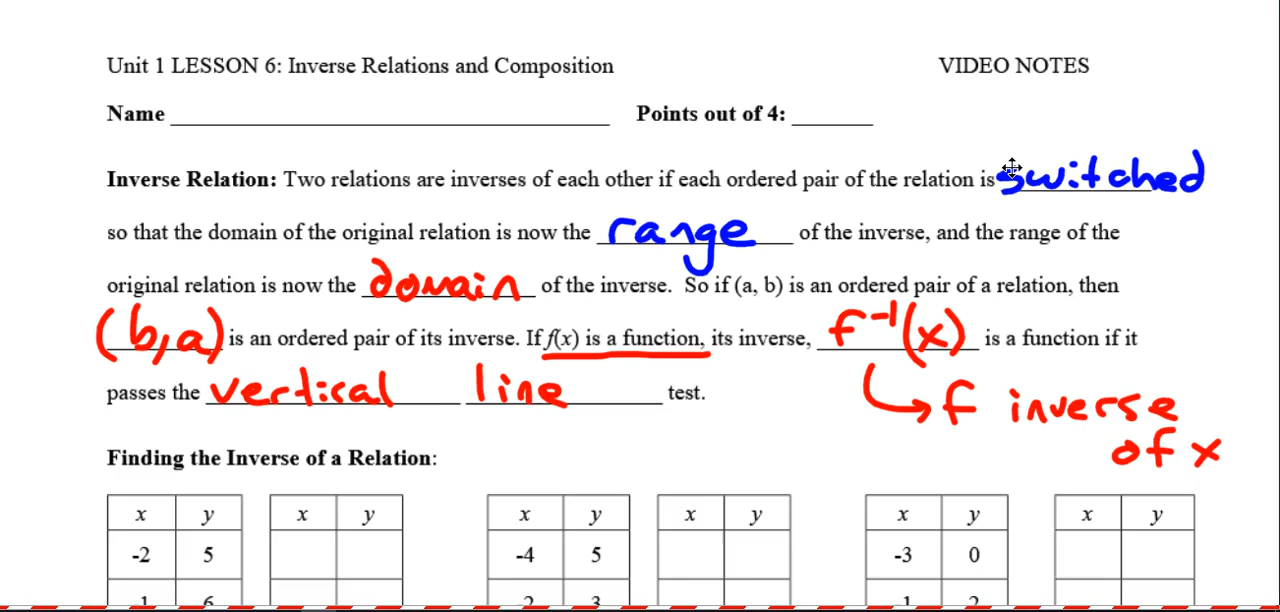 Unit 1 LESSON 6: Inverse Relations and Composition VIDEO NOTES
Name Points out of 4:
Inverse Relation: Two relations are inverses of each other if each ordered pair of the relation is switched
so that the domain of the original relation is now the range of the inverse, and the range of the
original relation is now the domain of the inverse. So if (a, b) is an ordered pair of a relation, then
(b, a) is an ordered pair of its inverse. If f(x) is a function, its inverse, f⁻¹(x) is a function if it
passes the vertical line test.
f inverse
of x
Finding the Inverse of a Relation:
x y x y x y x y x y x y
-2 5 -4 5 -3 0